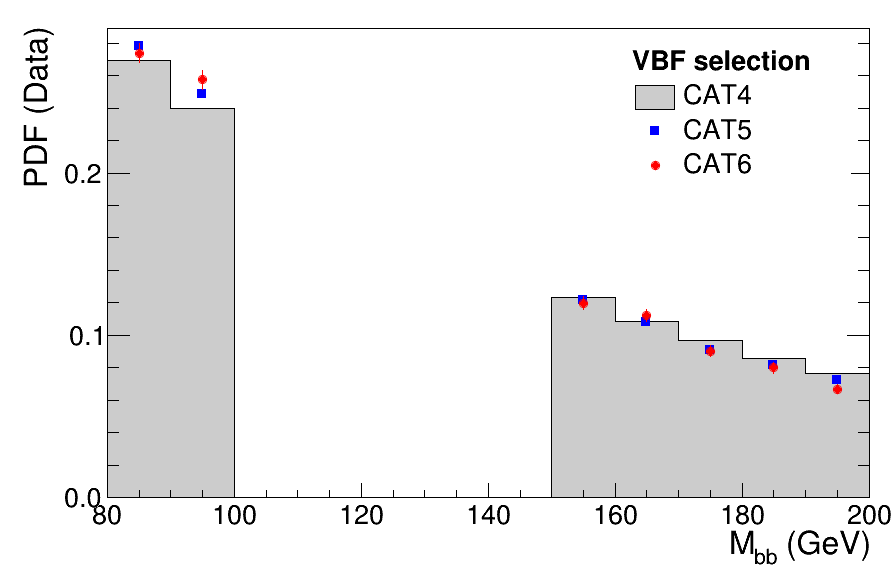 PDF (Data)
VBF selection
CAT4
CAT5
CAT6
0.2
0.1
0.0
80 100 120 140 160 180 200
M_bb (GeV)